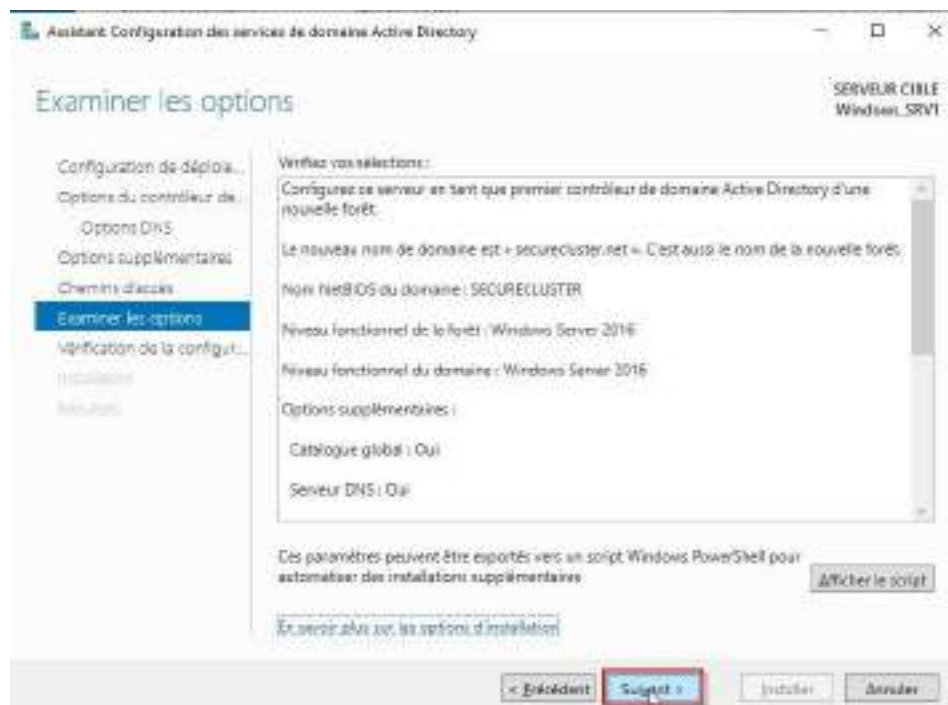 Assistant Configuration des services de domaine Active Directory
Examiner les options
SERVEUR CIBLE
Windows_SRV1
Configuration de déploie...
Options du contrôleur de...
Options DNS
Options supplémentaires
Chemins d'accès
Examiner les options
Vérification de la configur...
Installation
Résultats
Vérifiez vos sélections :
Configurez ce serveur en tant que premier contrôleur de domaine Active Directory d'une
nouvelle forêt.
Le nouveau nom de domaine est « securecluster.net ». C'est aussi le nom de la nouvelle forêt.
Nom NetBIOS du domaine : SECURECLUSTER
Niveau fonctionnel de la forêt : Windows Server 2016
Niveau fonctionnel du domaine : Windows Server 2016
Options supplémentaires :
Catalogue global : Oui
Serveur DNS : Oui
Ces paramètres peuvent être exportés vers un script Windows PowerShell pour
automatiser des installations supplémentaires
Afficher le script
En savoir plus sur les options d'installation
< Précédent
Suivant >
Installer
Annuler